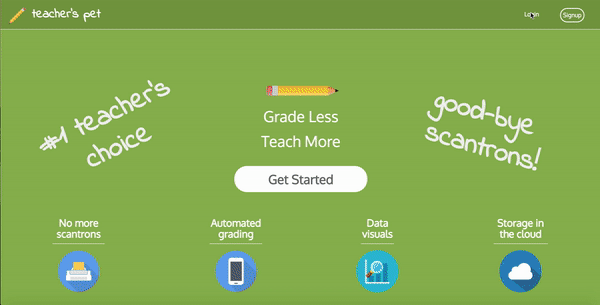 teacher's pet
Login
Signup
#1 teacher's
choice
Grade Less
Teach More
good-bye
scantrons!
Get Started
No more
scantrons
Automated
grading
Data
visuals
Storage in
the cloud